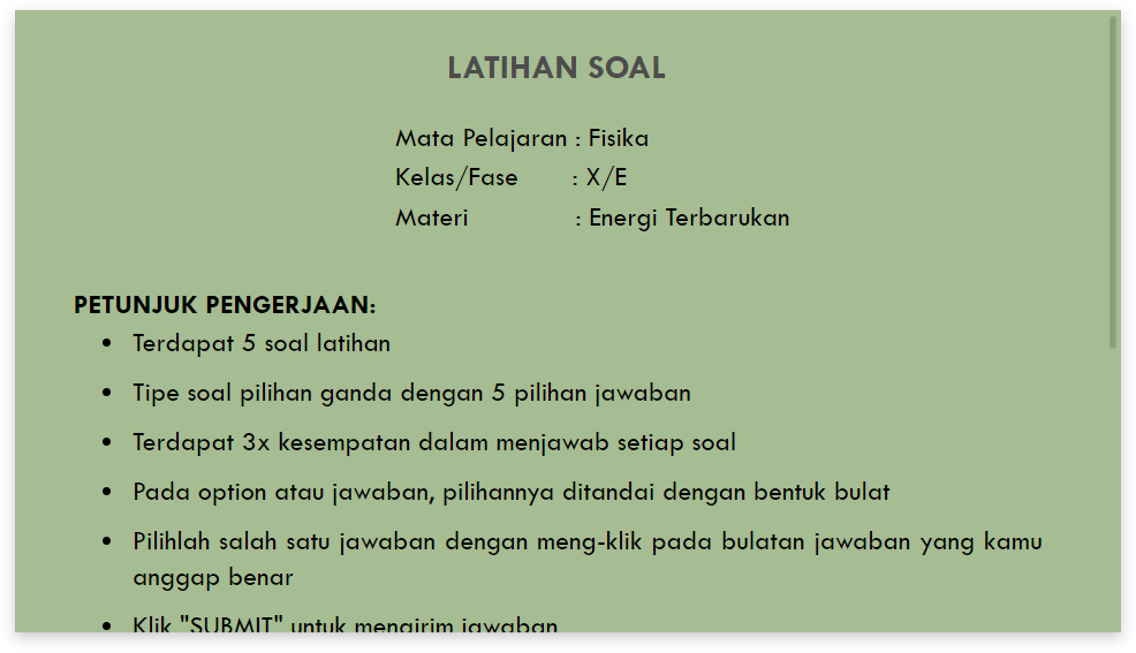 LATIHAN SOAL
Mata Pelajaran : Fisika
Kelas/Fase : X/E
Materi : Energi Terbarukan
PETUNJUK PENGERJAAN:
• Terdapat 5 soal latihan
• Tipe soal pilihan ganda dengan 5 pilihan jawaban
• Terdapat 3x kesempatan dalam menjawab setiap soal
• Pada option atau jawaban, pilihannya ditandai dengan bentuk bulat
• Pilihlah salah satu jawaban dengan meng-klik pada bulatan jawaban yang kamu
anggap benar
• Klik "SUBMIT" untuk mengirim jawaban